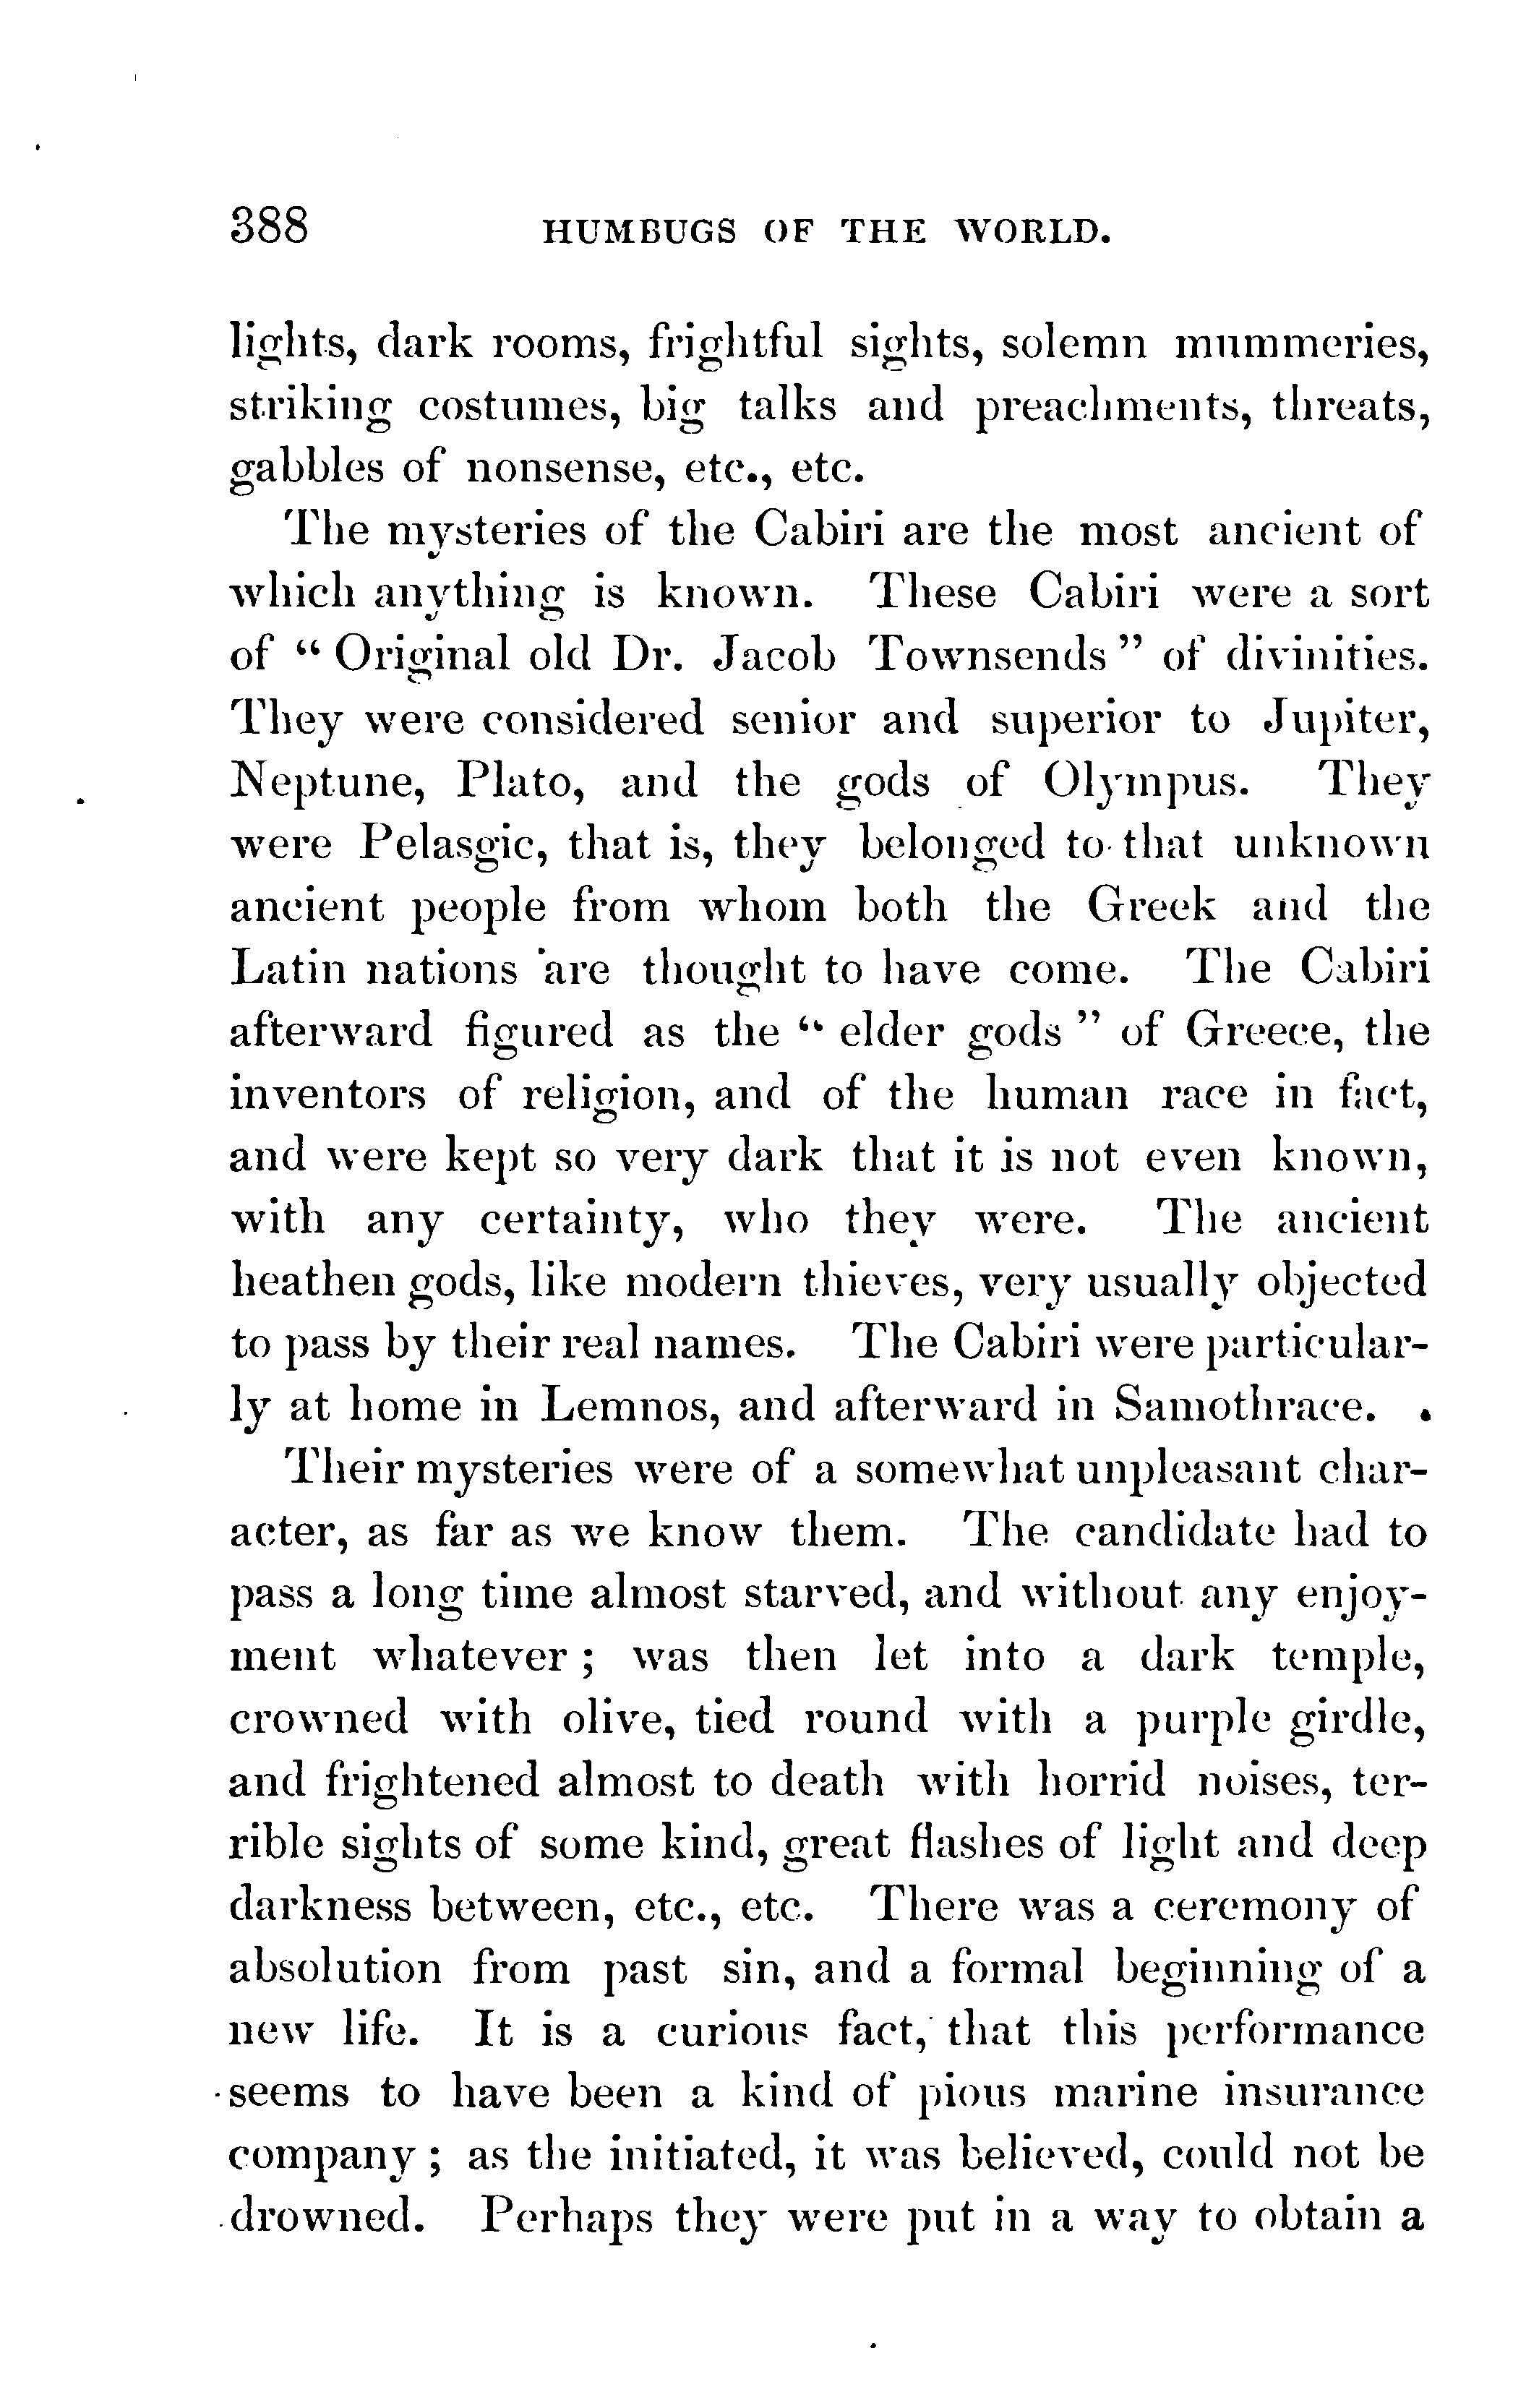 388 HUMBUGS OF THE WORLD.
lights, dark rooms, frightful sights, solemn mummeries,
striking costumes, big talks and preachments, threats,
gabbles of nonsense, etc., etc.
The mysteries of the Cabiri are the most ancient of
which anything is known. These Cabiri were a sort
of “ Original old Dr. Jacob Townsends ” of divinities.
They were considered senior and superior to Jupiter,
Neptune, Plato, and the gods of Olympus. They
were Pelasgic, that is, they belonged to that unknown
ancient people from whom both the Greek and the
Latin nations are thought to have come. The Cabiri
afterward figured as the “ elder gods ” of Greece, the
inventors of religion, and of the human race in fact,
and were kept so very dark that it is not even known,
with any certainty, who they were. The ancient
heathen gods, like modern thieves, very usually objected
to pass by their real names. The Cabiri were particular-
ly at home in Lemnos, and afterward in Samothrace.
Their mysteries were of a somewhat unpleasant char-
acter, as far as we know them. The candidate had to
pass a long time almost starved, and without any enjoy-
ment whatever ; was then let into a dark temple,
crowned with olive, tied round with a purple girdle,
and frightened almost to death with horrid noises, ter-
rible sights of some kind, great flashes of light and deep
darkness between, etc., etc. There was a ceremony of
absolution from past sin, and a formal beginning of a
new life. It is a curious fact, that this performance
seems to have been a kind of pious marine insurance
company ; as the initiated, it was believed, could not be
drowned. Perhaps they were put in a way to obtain a